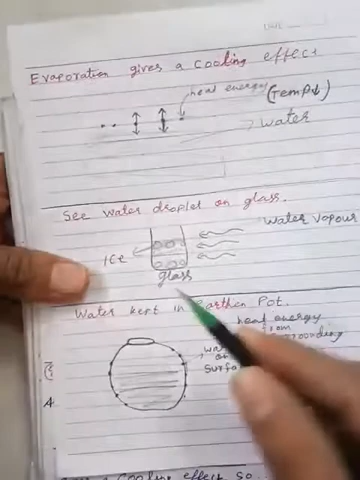 Evaporation gives a cooling effect
heat energy (Temp↓)
water
See water droplet on glass.
Water vapour
Ice
glass
Water kept in Earthen Pot.
heat energy
from
surrounding
surface
4
a cooling effect so